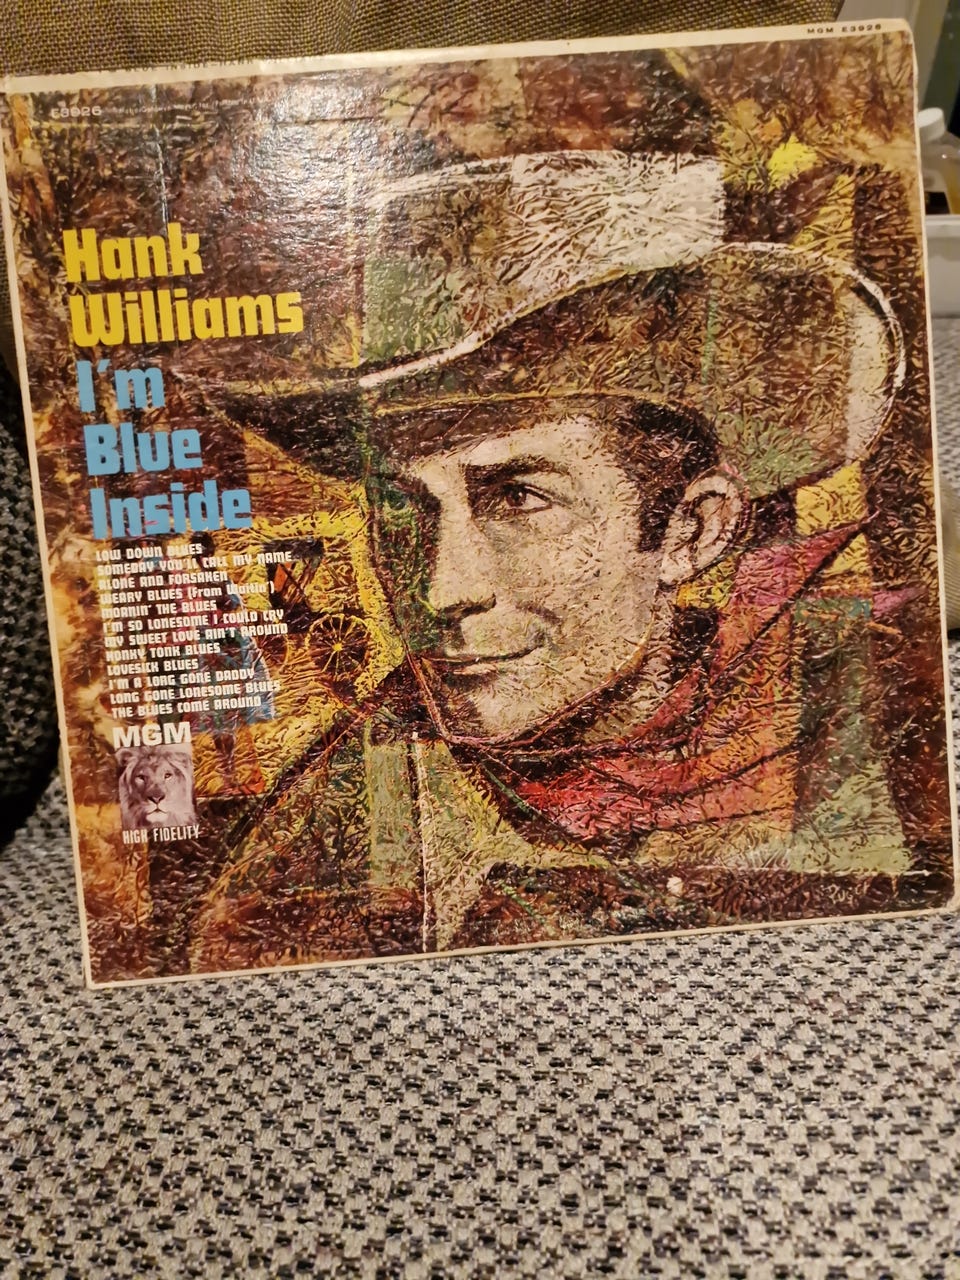 MGM E3926
E3926
Hank
Williams
I'm
Blue
Inside
LOW DOWN BLUES
SOMEDAY YOU'LL CALL MY NAME
ALONE AND FORSAKEN
WEARY BLUES (From Waitin')
MOANIN' THE BLUES
I'M SO LONESOME I COULD CRY
MY SWEET LOVE AIN'T AROUND
HONKY TONK BLUES
LOVESICK BLUES
I'M A LONG GONE DADDY
LONG GONE LONESOME BLUES
THE BLUES COME AROUND
MGM
HIGH FIDELITY